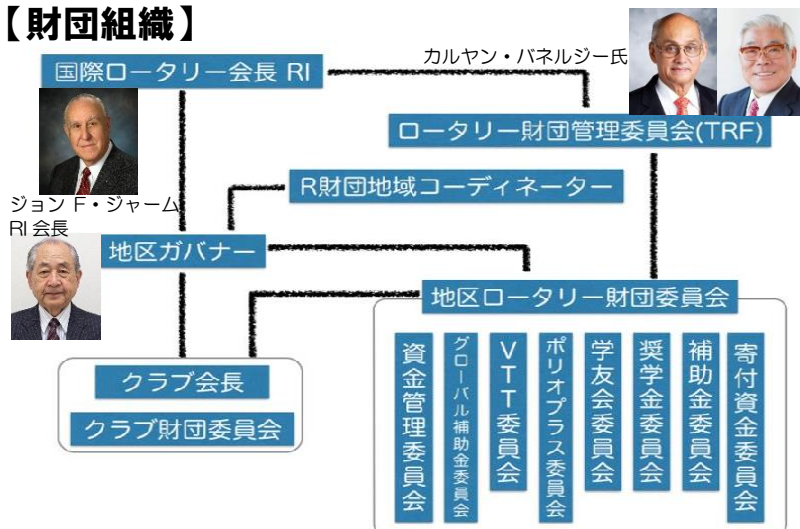 【財団組織】
国際ロータリー会長 RI
カルヤン・バネルジー氏
ロータリー財団管理委員会(TRF)
R財団地域コーディネーター
ジョン F・ジャーム
RI 会長
地区ガバナー
地区ロータリー財団委員会
クラブ会長
クラブ財団委員会
資金管理委員会
グローバル補助金委員会
VTT委員会
ポリオプラス委員会
学友会委員会
奨学金委員会
補助金委員会
寄付資金委員会